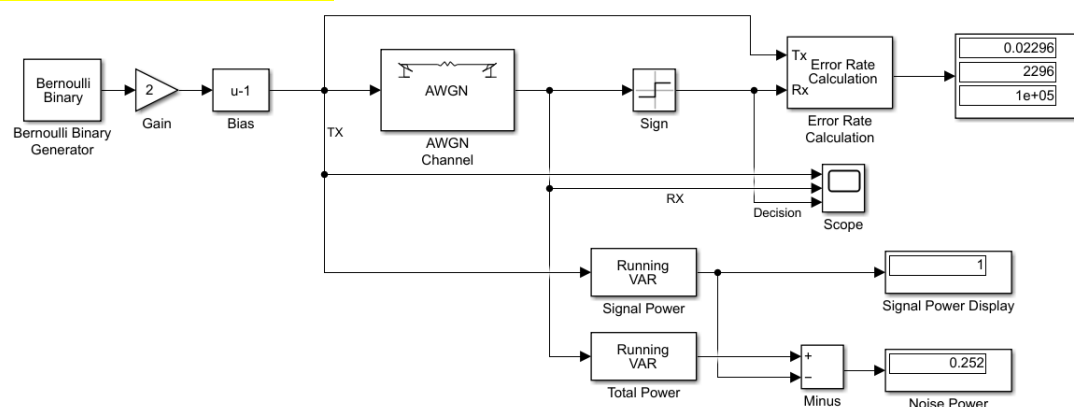 Bernoulli
Binary
Bernoulli Binary
Generator
2
Gain
u-1
Bias
TX
AWGN
AWGN
Channel
Sign
Tx
Rx
Error Rate
Calculation
Error Rate
Calculation
0.02296
2296
1e+05
RX
Decision
Scope
Running
VAR
Signal Power
1
Signal Power Display
Running
VAR
Total Power
+
−
Minus
0.252
Noise Power